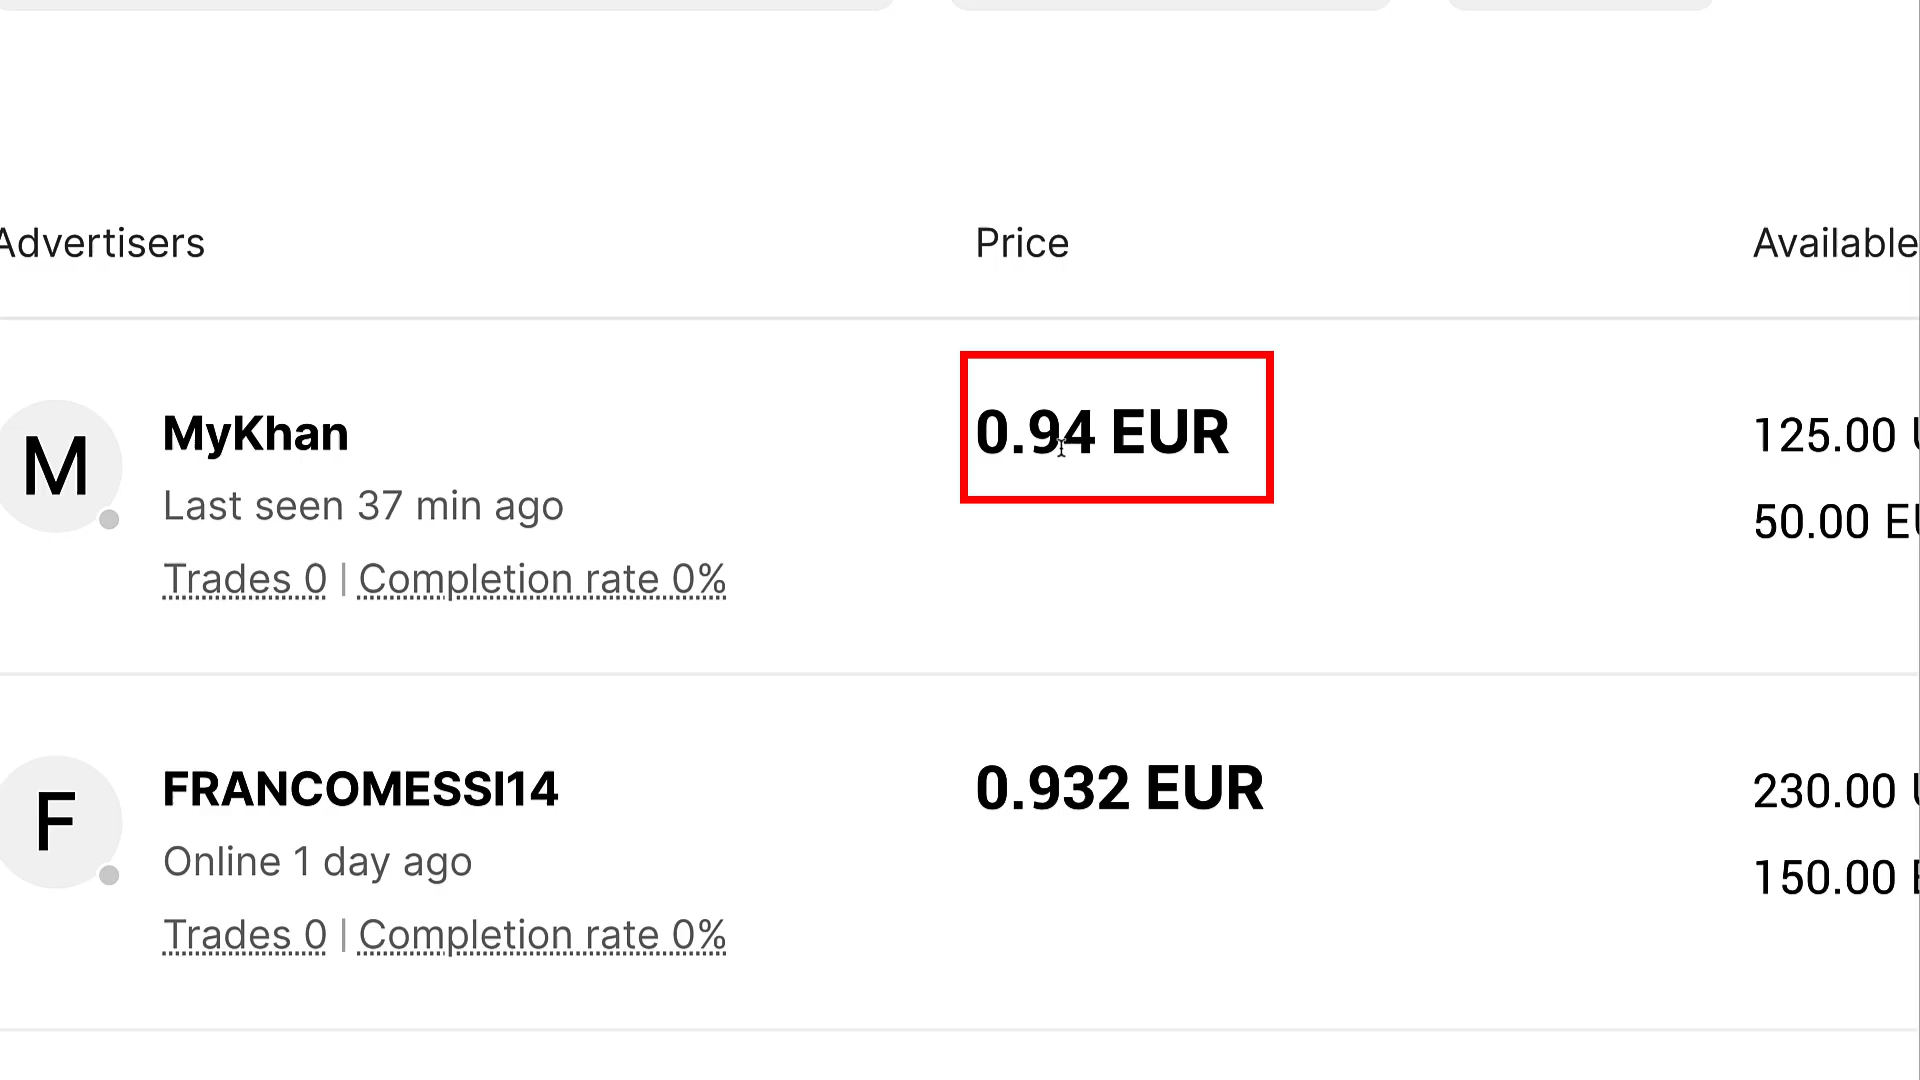 Advertisers Price Available
M
MyKhan
Last seen 37 min ago
Trades 0 | Completion rate 0%
0.94 EUR
125.00
50.00
F
FRANCOMESSI14
Online 1 day ago
Trades 0 | Completion rate 0%
0.932 EUR
230.00
150.00